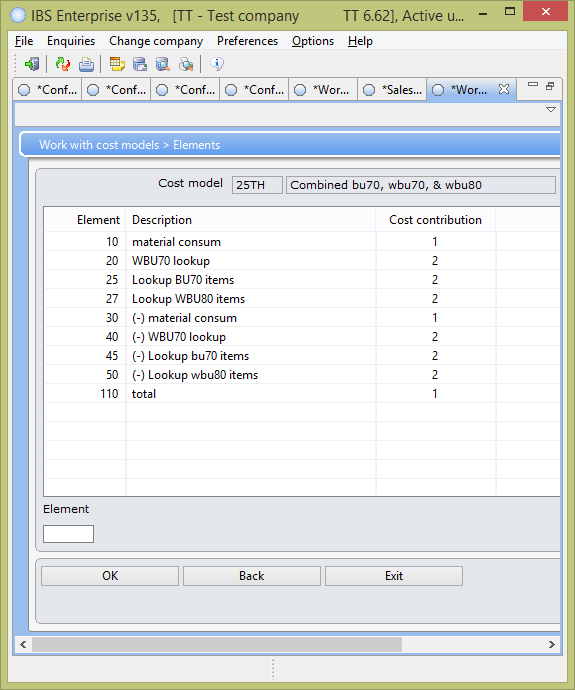 IBS Enterprise v135, [TT - Test company TT 6.62], Active u...
File Enquiries Change company Preferences Options Help
*Conf... *Conf... *Conf... *Conf... *Wor... *Sales... *Wor...
Work with cost models > Elements
Cost model 25TH Combined bu70, wbu70, & wbu80
Element Description Cost contribution
10 material consum 1
20 WBU70 lookup 2
25 Lookup BU70 items 2
27 Lookup WBU80 items 2
30 (-) material consum 1
40 (-) WBU70 lookup 2
45 (-) Lookup bu70 items 2
50 (-) Lookup wbu80 items 2
110 total 1
Element
OK Back Exit